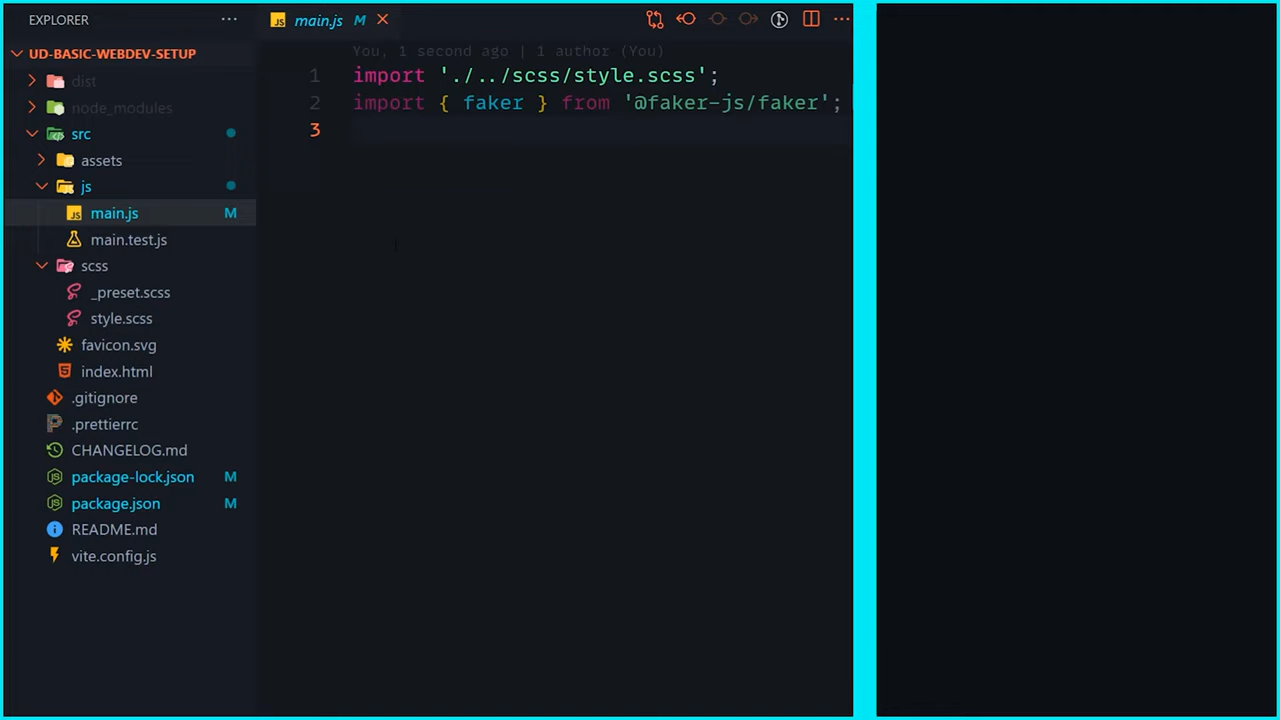 EXPLORER
UD-BASIC-WEBDEV-SETUP
dist
node_modules
src
assets
js
main.js M
main.test.js
scss
_preset.scss
style.scss
favicon.svg
index.html
.gitignore
.prettierrc
CHANGELOG.md
package-lock.json M
package.json M
README.md
vite.config.js
JS main.js M
You, 1 second ago | 1 author (You)
1 import './../scss/style.scss';
2 import { faker } from '@faker-js/faker';
3